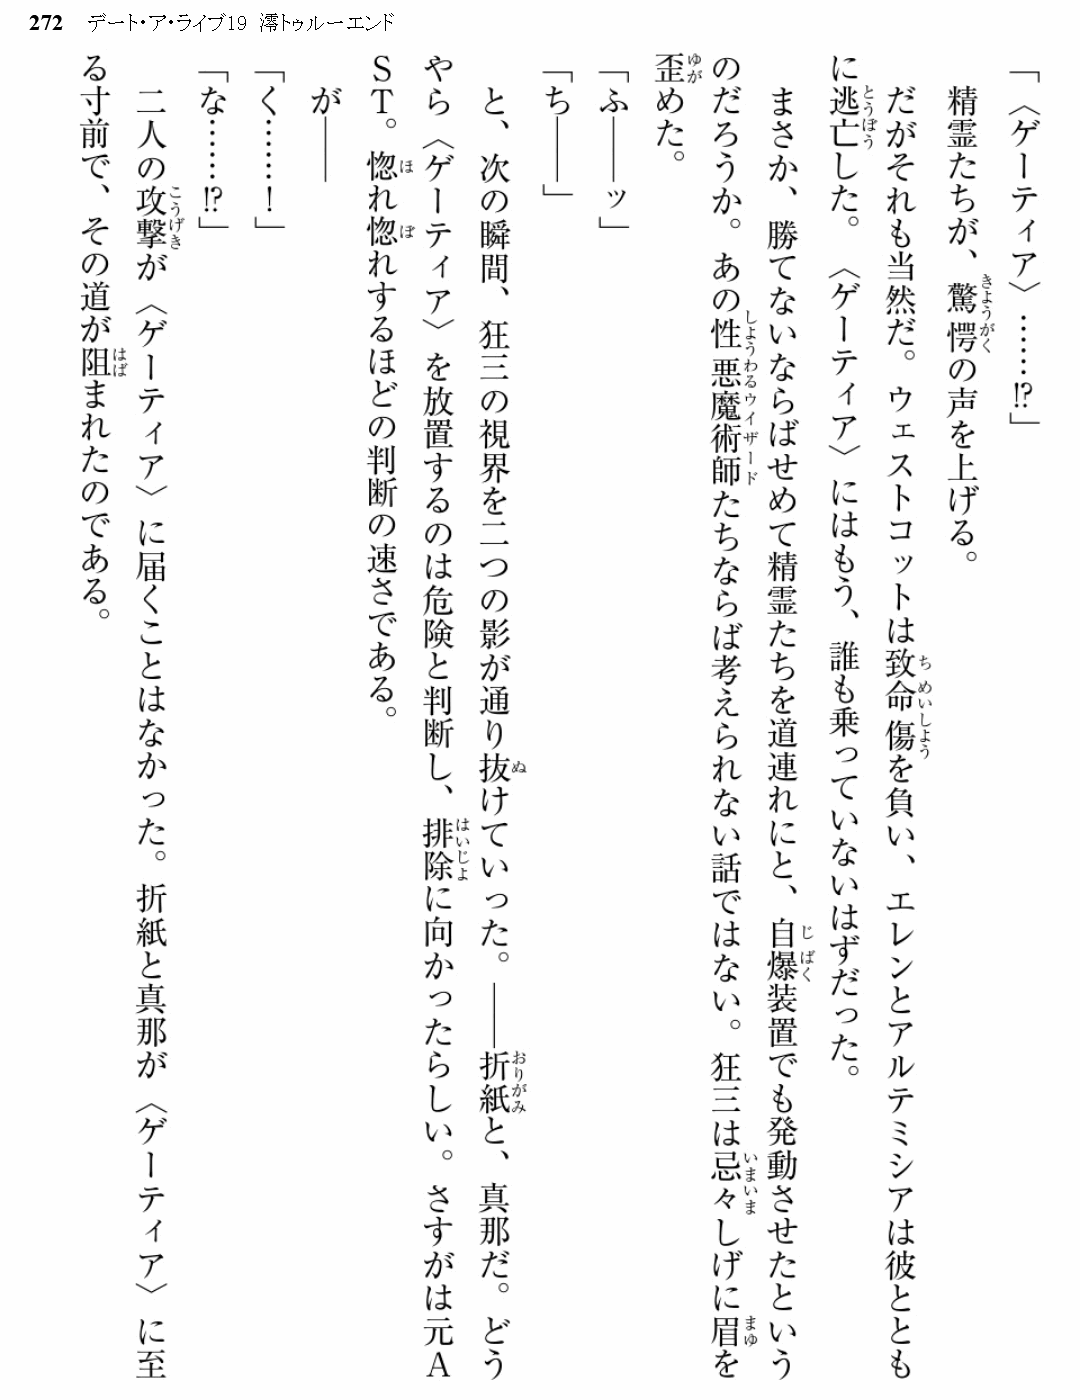 272　デート・ア・ライブ19　澪トゥルーエンド
「〈ゲーティア〉……!?」
　精霊たちが、驚愕の声を上げる。
　だがそれも当然だ。ウェストコットは致命傷を負い、エレンとアルテミシアは彼ととも
に逃亡した。〈ゲーティア〉にはもう、誰も乗っていないはずだった。
　まさか、勝てないならばせめて精霊たちを道連れにと、自爆装置でも発動させたという
のだろうか。あの性悪魔術師たちならば考えられない話ではない。狂三は忌々しげに眉を
歪めた。
「ふ――ッ」
「ち――」
　と、次の瞬間、狂三の視界を二つの影が通り抜けていった。――折紙と、真那だ。どう
やら〈ゲーティア〉を放置するのは危険と判断し、排除に向かったらしい。さすがは元Ａ
ＳＴ。惚れ惚れするほどの判断の速さである。
　が――
「く……！」
「な……!?」
　二人の攻撃が〈ゲーティア〉に届くことはなかった。折紙と真那が〈ゲーティア〉に至
る寸前で、その道が阻まれたのである。